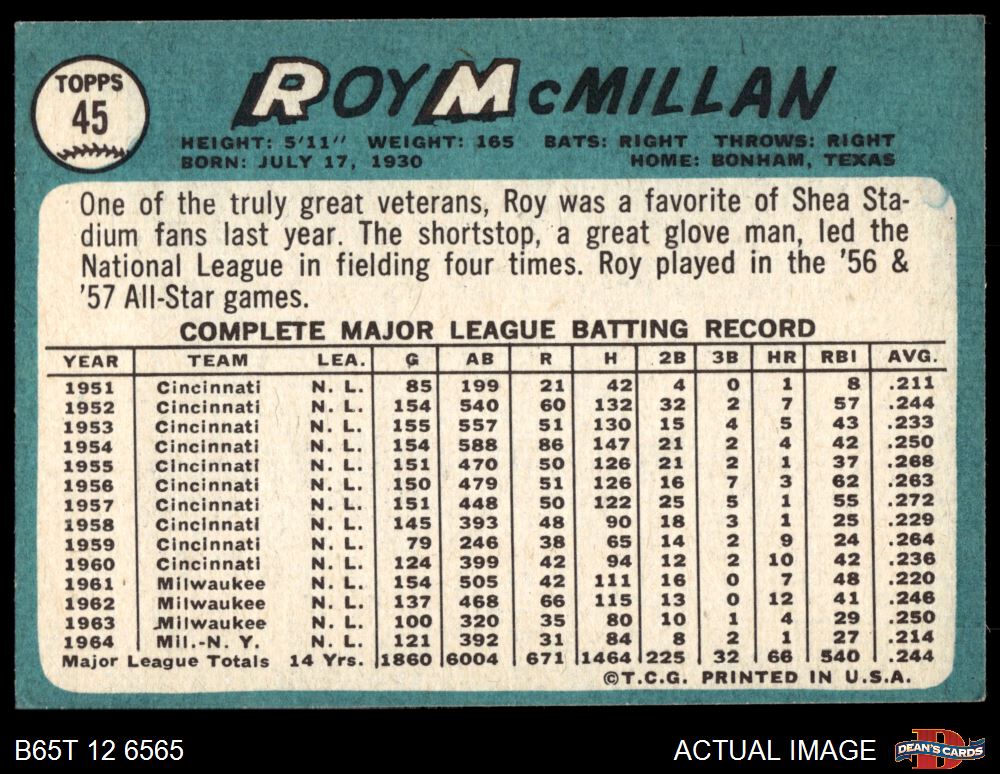 TOPPS
45
ROY McMILLAN
HEIGHT: 5'11" WEIGHT: 165 BATS: RIGHT THROWS: RIGHT
BORN: JULY 17, 1930 HOME: BONHAM, TEXAS
One of the truly great veterans, Roy was a favorite of Shea Sta-
dium fans last year. The shortstop, a great glove man, led the
National League in fielding four times. Roy played in the '56 &
'57 All-Star games.
COMPLETE MAJOR LEAGUE BATTING RECORD
YEAR TEAM LEA. G AB R H 2B 3B HR RBI AVG.
1951 Cincinnati N. L. 85 199 21 42 4 0 1 8 .211
1952 Cincinnati N. L. 154 540 60 132 32 2 7 57 .244
1953 Cincinnati N. L. 155 557 51 130 15 4 5 43 .233
1954 Cincinnati N. L. 154 588 86 147 21 2 4 42 .250
1955 Cincinnati N. L. 151 470 50 126 21 2 1 37 .268
1956 Cincinnati N. L. 150 479 51 126 16 7 3 62 .263
1957 Cincinnati N. L. 151 448 50 122 25 5 1 55 .272
1958 Cincinnati N. L. 145 393 48 90 18 3 1 25 .229
1959 Cincinnati N. L. 79 246 38 65 14 2 9 24 .264
1960 Cincinnati N. L. 124 399 42 94 12 2 10 42 .236
1961 Milwaukee N. L. 154 505 42 111 16 0 7 48 .220
1962 Milwaukee N. L. 137 468 66 115 13 0 12 41 .246
1963 Milwaukee N. L. 100 320 35 80 10 1 4 29 .250
1964 Mil.-N. Y. N. L. 121 392 31 84 8 2 1 27 .214
Major League Totals 14 Yrs. 1860 6004 671 1464 225 32 66 540 .244
©T.C.G. PRINTED IN U.S.A.
B65T 12 6565 ACTUAL IMAGE DEAN'S CARDS